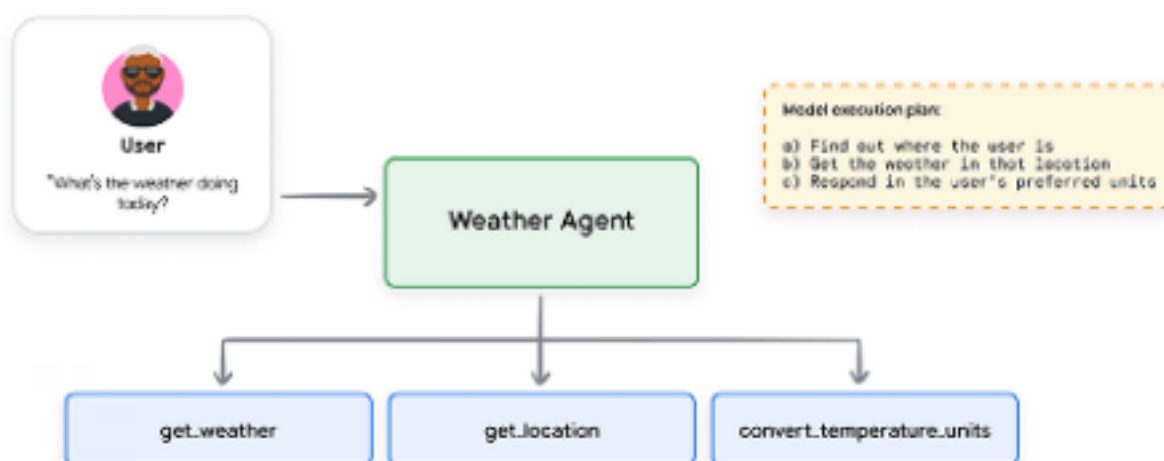 User
"What's the weather doing
today?
Weather Agent
Model execution plan:
a) Find out where the user is
b) Get the weather in that location
c) Respond in the user's preferred units
get_weather
get_location
convert_temperature_units